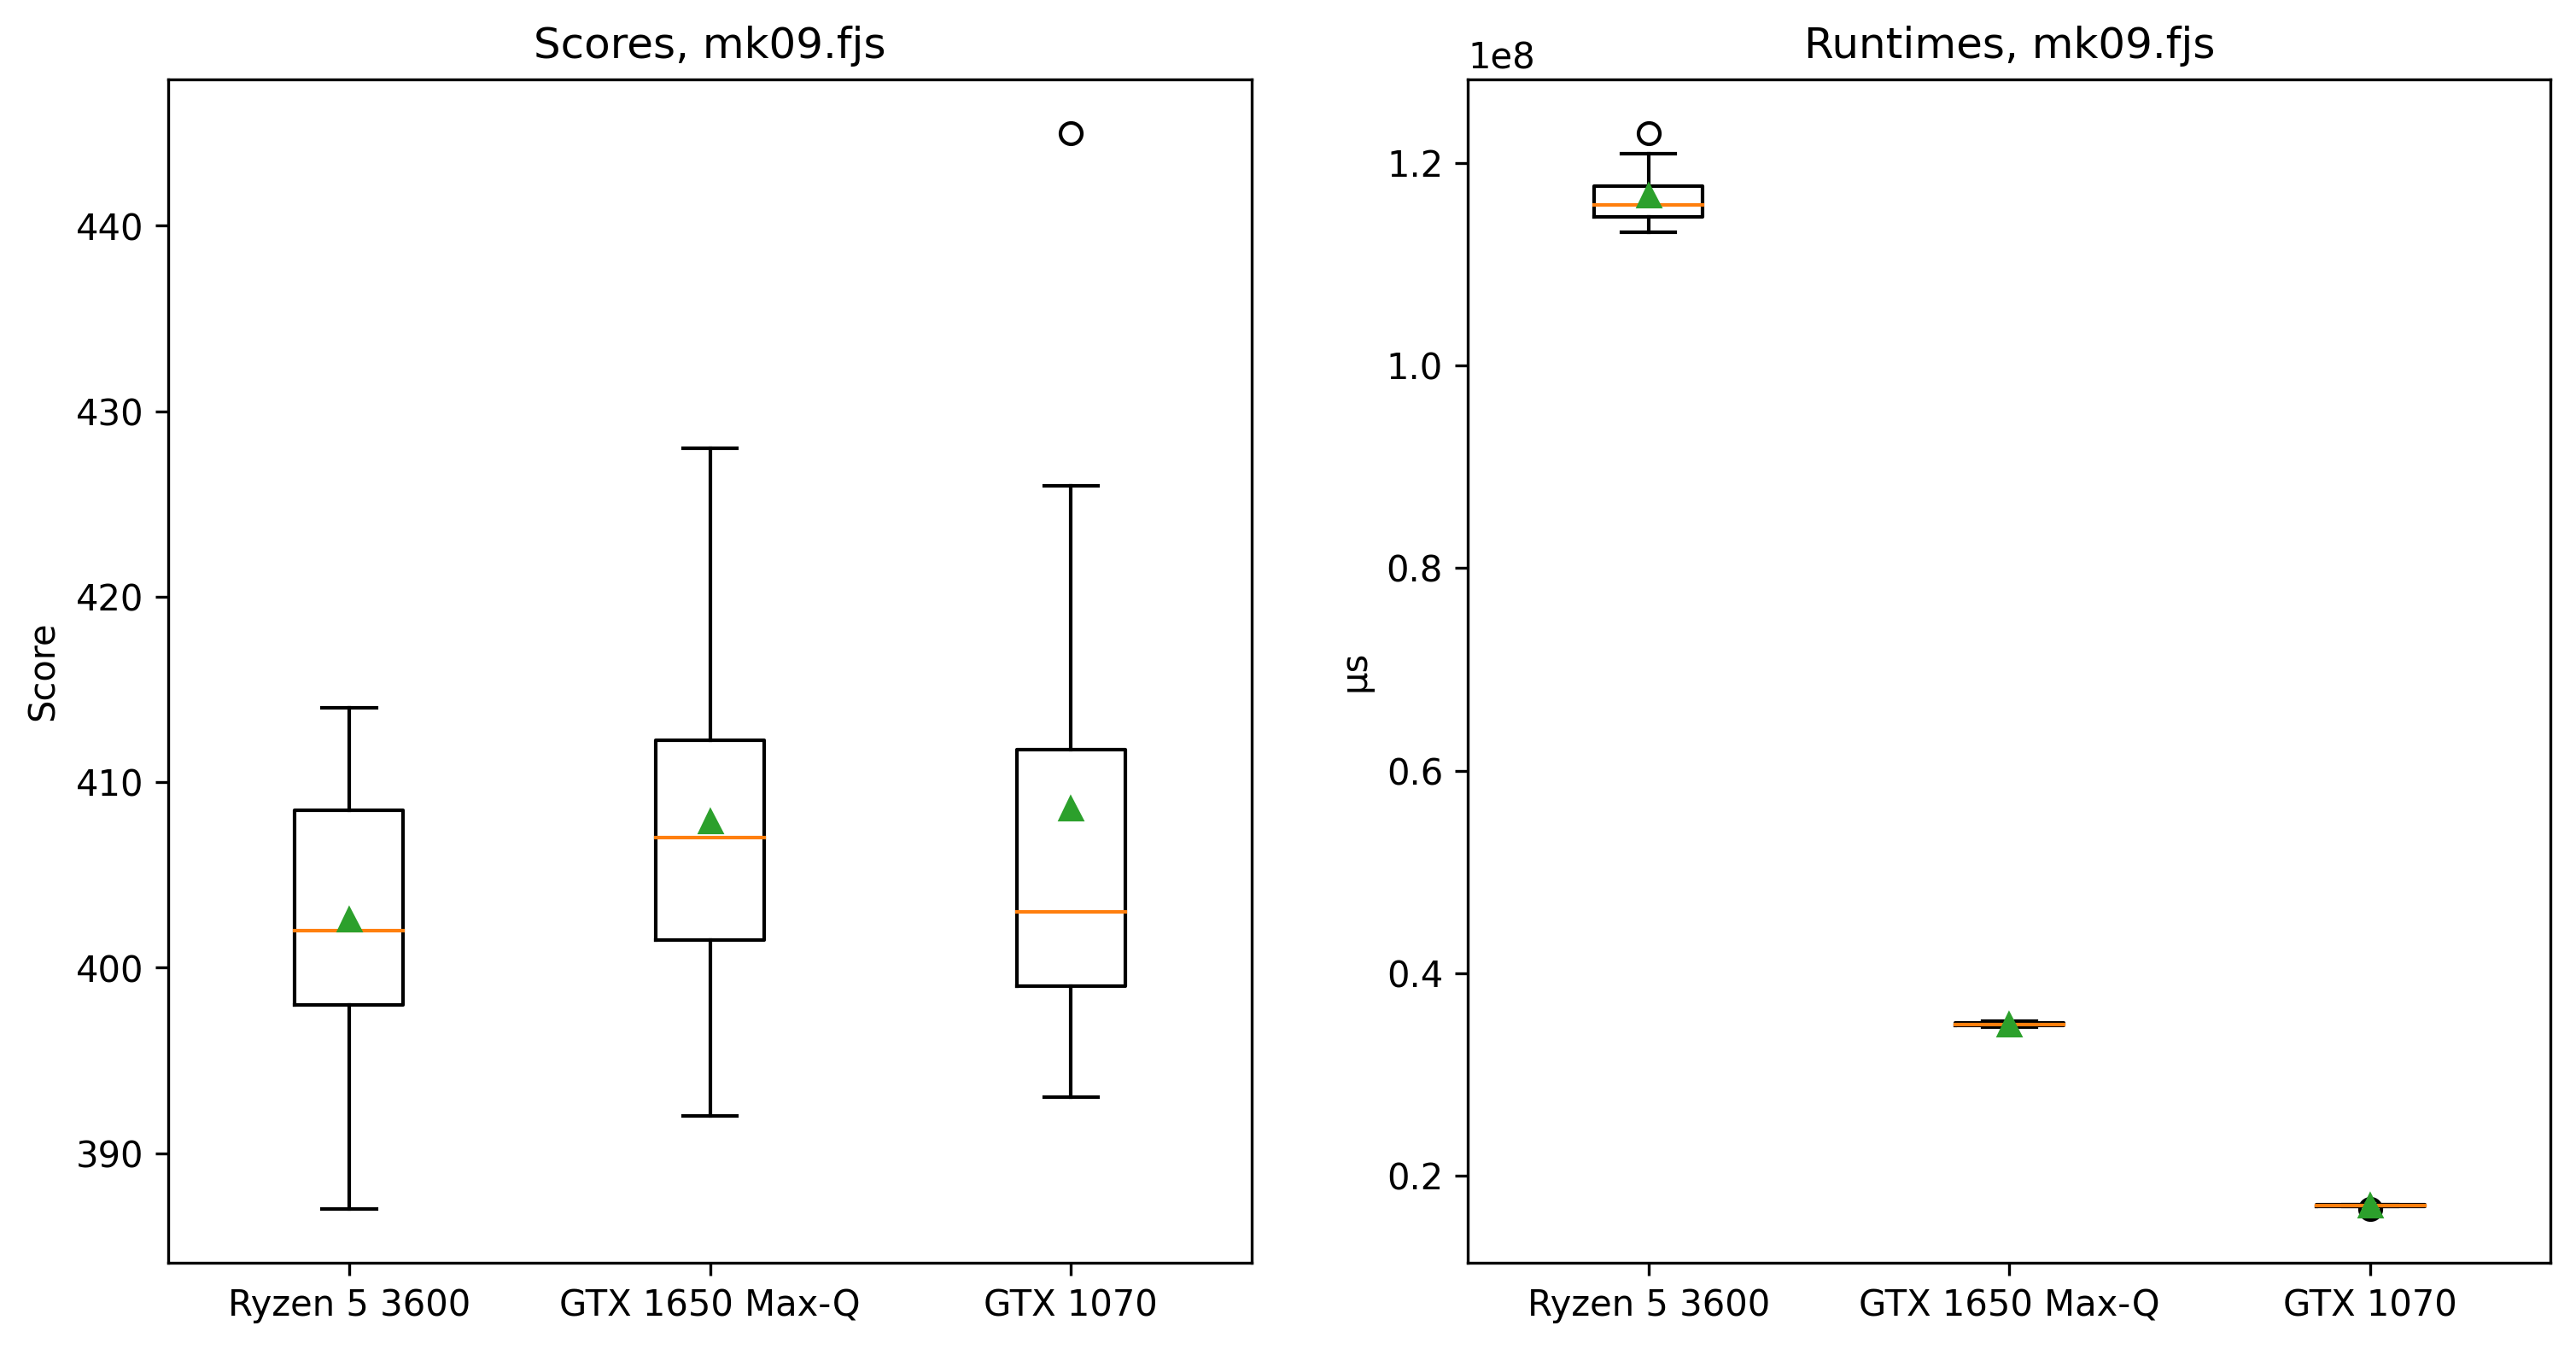 Scores, mk09.fjs
Score
440
430
420
410
400
390
Ryzen 5 3600
GTX 1650 Max-Q
GTX 1070
Runtimes, mk09.fjs
1e8
µs
1.2
1.0
0.8
0.6
0.4
0.2
Ryzen 5 3600
GTX 1650 Max-Q
GTX 1070